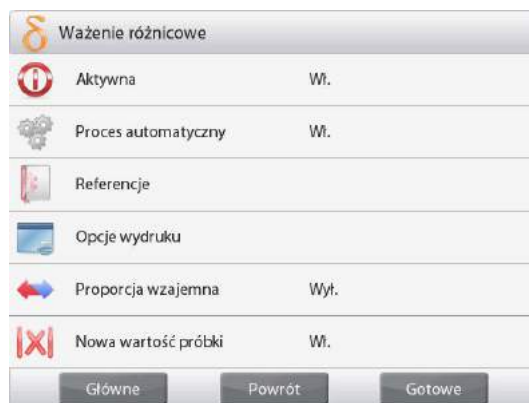 δ Ważenie różnicowe
Aktywna Wł.
Proces automatyczny Wł.
Referencje
Opcje wydruku
Proporcja wzajemna Wył.
Nowa wartość próbki Wł.
Główne Powrót Gotowe